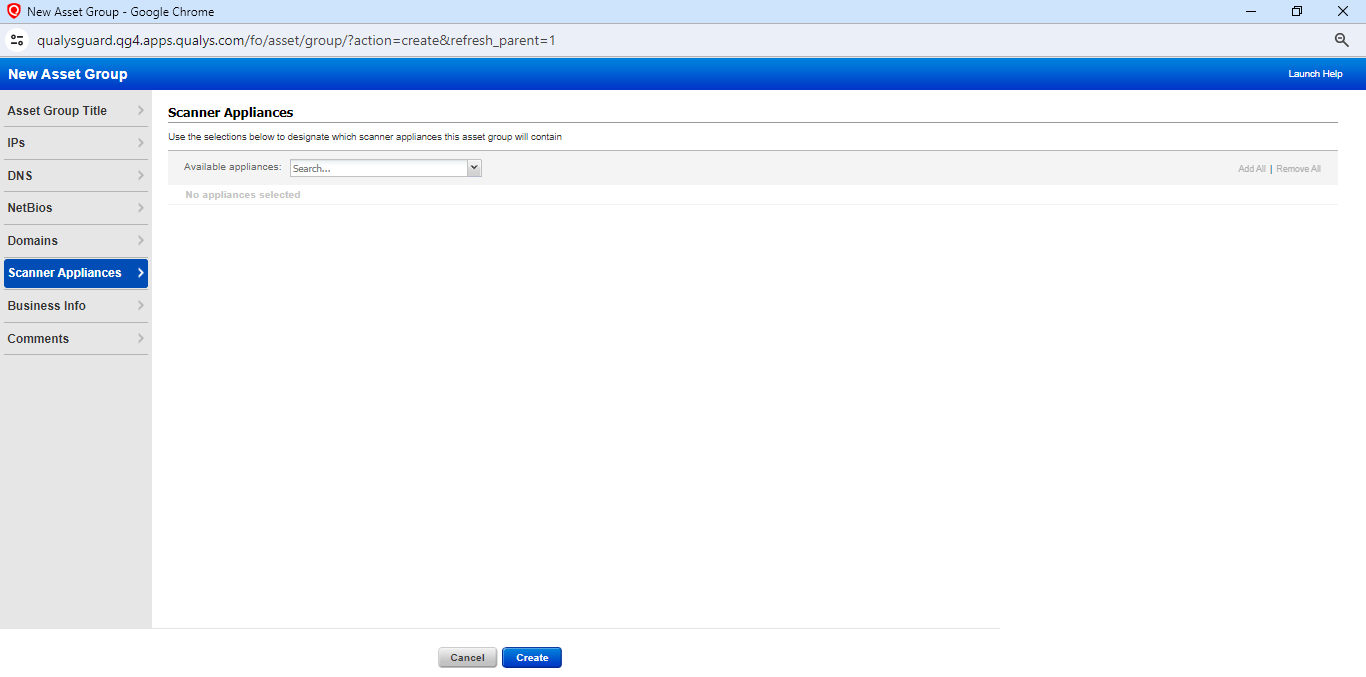 New Asset Group - Google Chrome
qualysguard.qg4.apps.qualys.com/fo/asset/group/?action=create&refresh_parent=1
New Asset Group
Launch Help
Asset Group Title
IPs
DNS
NetBios
Domains
Scanner Appliances
Business Info
Comments
Scanner Appliances
Use the selections below to designate which scanner appliances this asset group will contain
Available appliances: Search... Add All | Remove All
No appliances selected
Cancel Create